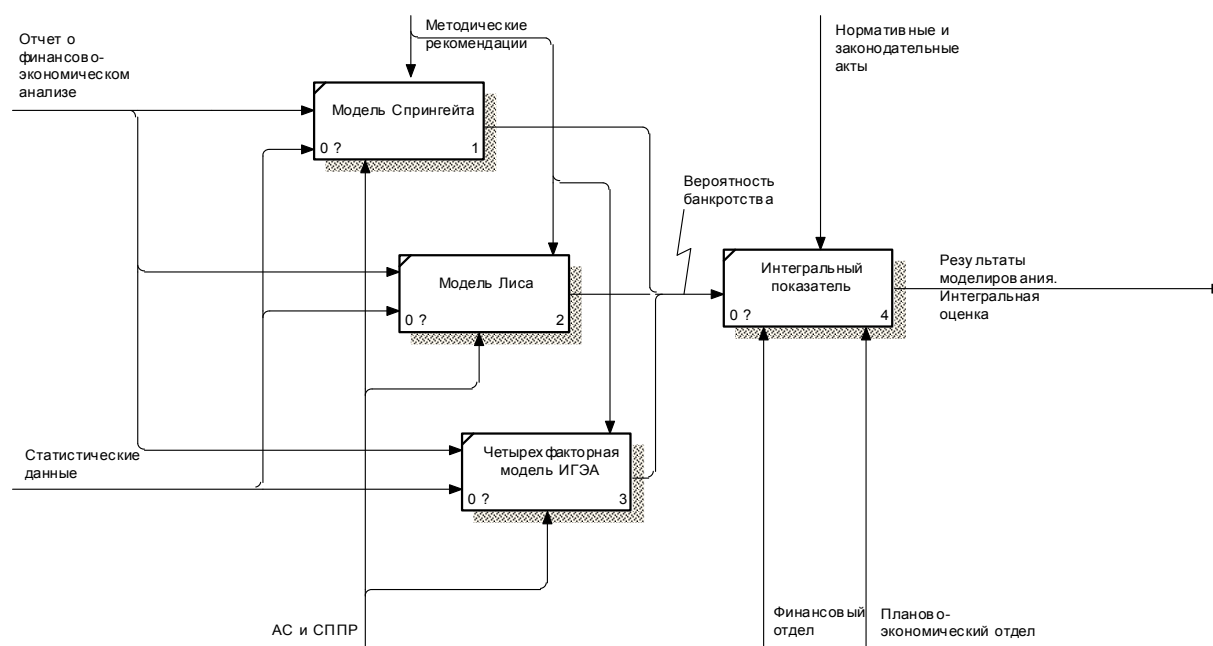 Отчет о
финансово-
экономическом
анализе
Методические
рекомендации
Нормативные и
законодательные
акты
Модель Спрингейта
0 ?
1
Вероятность
банкротства
Модель Лиса
0 ?
2
Интегральный
показатель
0 ?
4
Результаты
моделирования.
Интегральная
оценка
Статистические
данные
Четырехфакторная
модель ИГЭА
0 ?
3
АС и СППР
Финансовый
отдел
Планово-
экономический отдел